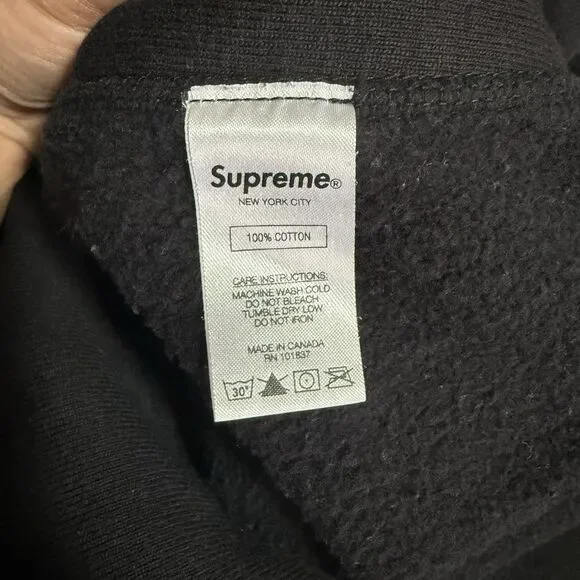 Supreme®
NEW YORK CITY
100% COTTON
CARE INSTRUCTIONS:
MACHINE WASH COLD
DO NOT BLEACH
TUMBLE DRY LOW
DO NOT IRON
MADE IN CANADA
RN 101837
30°